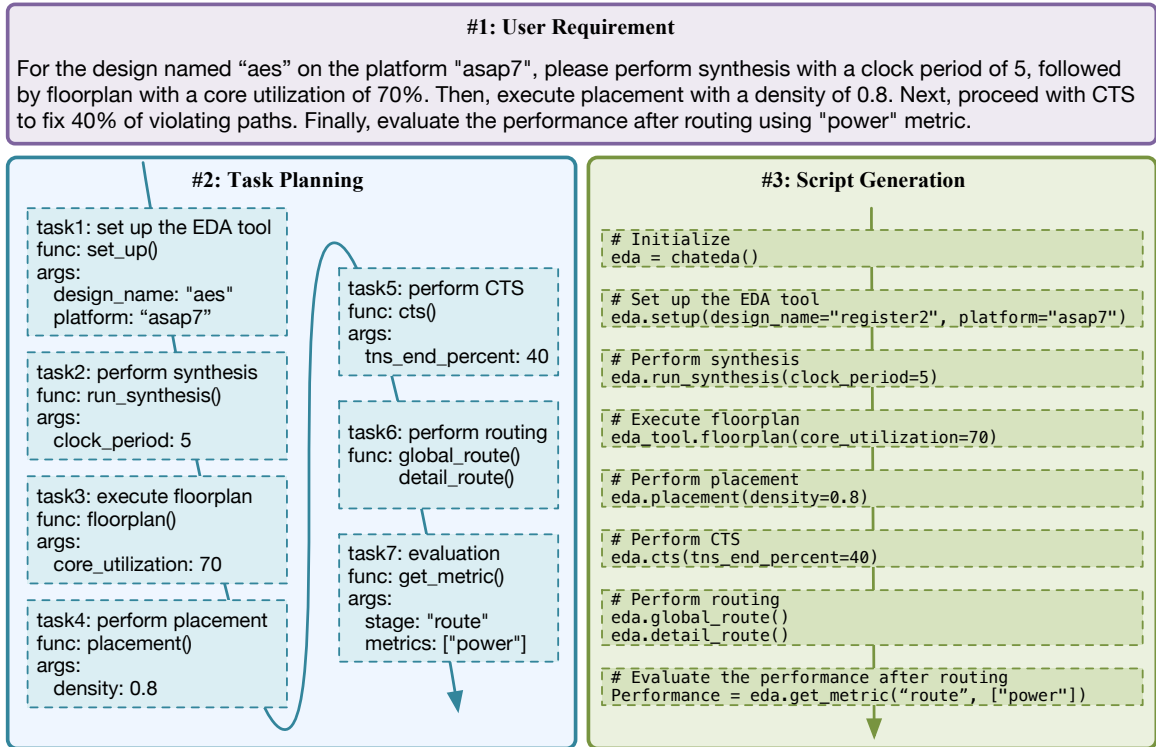 #1: User Requirement
For the design named “aes” on the platform "asap7", please perform synthesis with a clock period of 5, followed
by floorplan with a core utilization of 70%. Then, execute placement with a density of 0.8. Next, proceed with CTS
to fix 40% of violating paths. Finally, evaluate the performance after routing using "power" metric.
#2: Task Planning
task1: set up the EDA tool
func: set_up()
args:
design_name: "aes"
platform: “asap7”
task2: perform synthesis
func: run_synthesis()
args:
clock_period: 5
task3: execute floorplan
func: floorplan()
args:
core_utilization: 70
task4: perform placement
func: placement()
args:
density: 0.8
task5: perform CTS
func: cts()
args:
tns_end_percent: 40
task6: perform routing
func: global_route()
detail_route()
task7: evaluation
func: get_metric()
args:
stage: "route"
metrics: ["power"]
#3: Script Generation
# Initialize
eda = chateda()
# Set up the EDA tool
eda.setup(design_name="register2", platform="asap7")
# Perform synthesis
eda.run_synthesis(clock_period=5)
# Execute floorplan
eda_tool.floorplan(core_utilization=70)
# Perform placement
eda.placement(density=0.8)
# Perform CTS
eda.cts(tns_end_percent=40)
# Perform routing
eda.global_route()
eda.detail_route()
# Evaluate the performance after routing
Performance = eda.get_metric(“route”, ["power"])